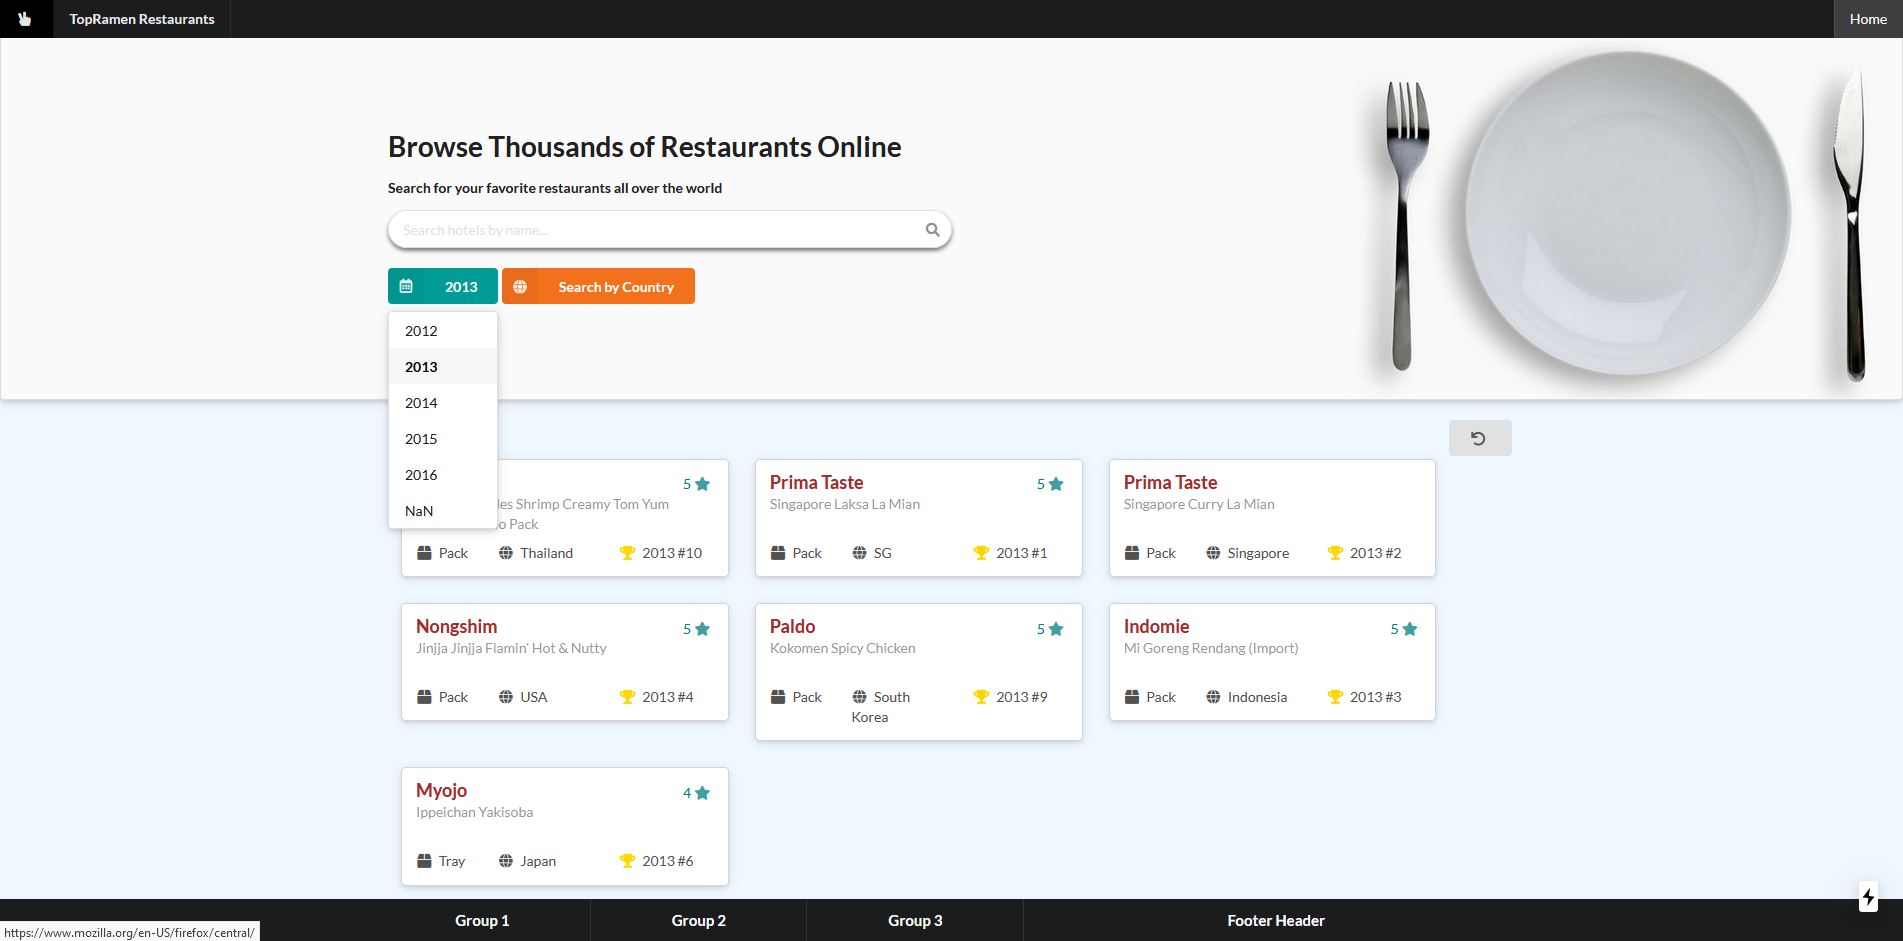 TopRamen Restaurants
Home
Browse Thousands of Restaurants Online
Search for your favorite restaurants all over the world
Search hotels by name...
2013
Search by Country
2012
2013
2014
2015
2016
NaN
5
les Shrimp Creamy Tom Yum
o Pack
Pack
Thailand
2013 #10
Prima Taste
5
Singapore Laksa La Mian
Pack
SG
2013 #1
Prima Taste
Singapore Curry La Mian
Pack
Singapore
2013 #2
Nongshim
5
Jinjja Jinjja Flamin' Hot & Nutty
Pack
USA
2013 #4
Paldo
5
Kokomen Spicy Chicken
Pack
South
Korea
2013 #9
Indomie
5
Mi Goreng Rendang (Import)
Pack
Indonesia
2013 #3
Myojo
4
Ippeichan Yakisoba
Tray
Japan
2013 #6
Group 1
Group 2
Group 3
Footer Header
https://www.mozilla.org/en-US/firefox/central/